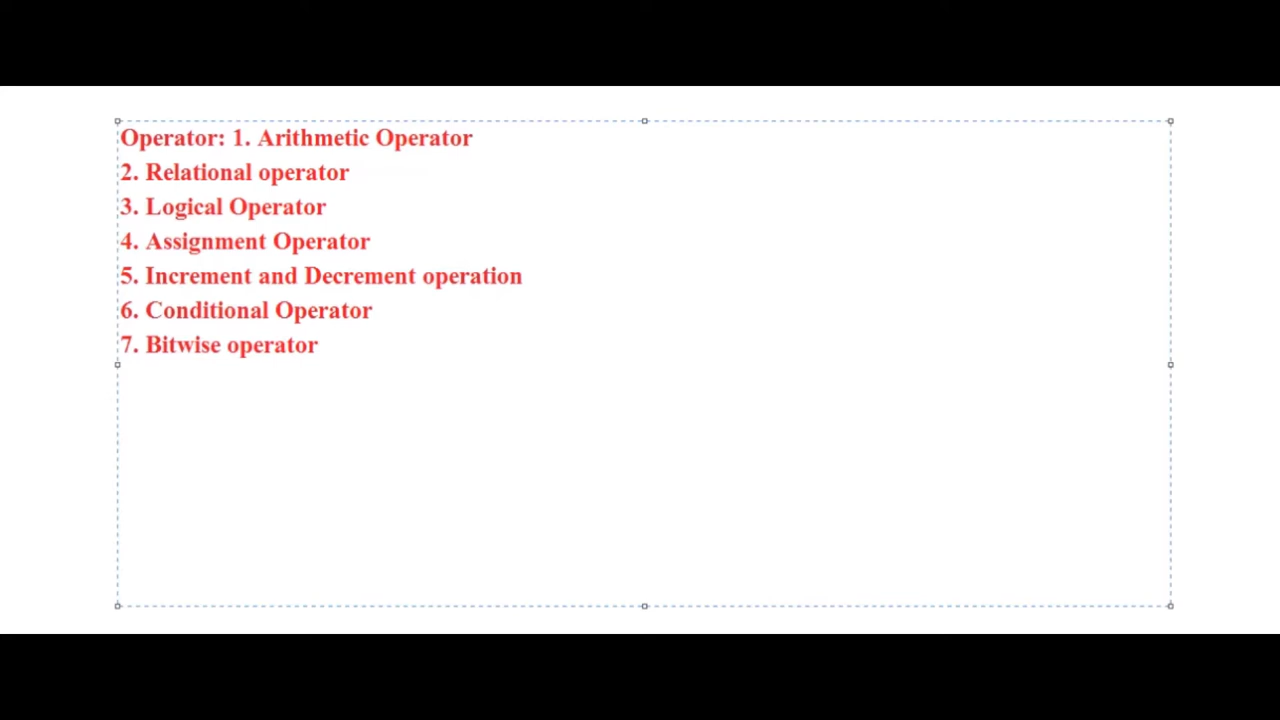 Operator: 1. Arithmetic Operator
2. Relational operator
3. Logical Operator
4. Assignment Operator
5. Increment and Decrement operation
6. Conditional Operator
7. Bitwise operator